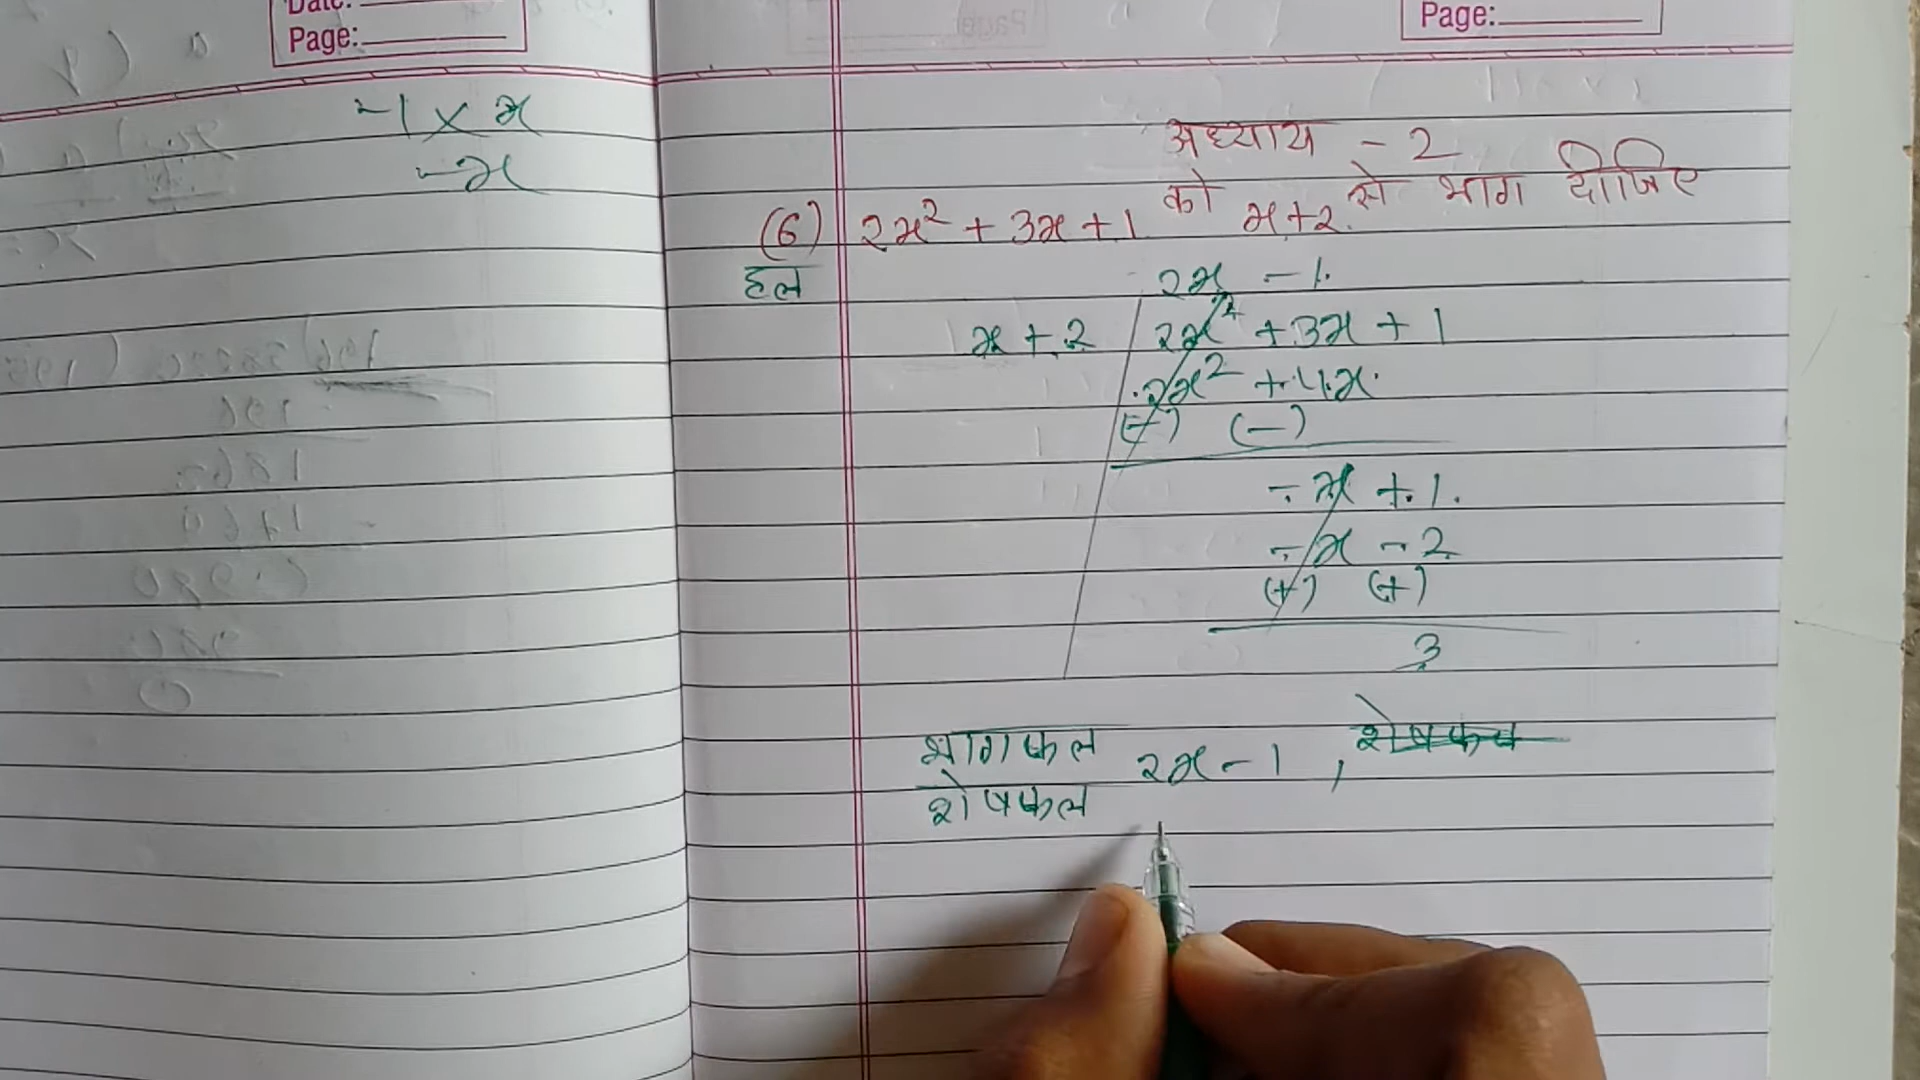 Date:
Page:
Page:
-1 × x
-x
अध्याय - 2
(6) 2x² + 3x + 1 को x+2 से भाग दीजिए
हल
2x - 1
x + 2
2x² + 3x + 1
2x² + 4x
(-) (-)
- x + 1
- x - 2
(+) (+)
3
भागफल 2x - 1 , शेषफल
शेषफल